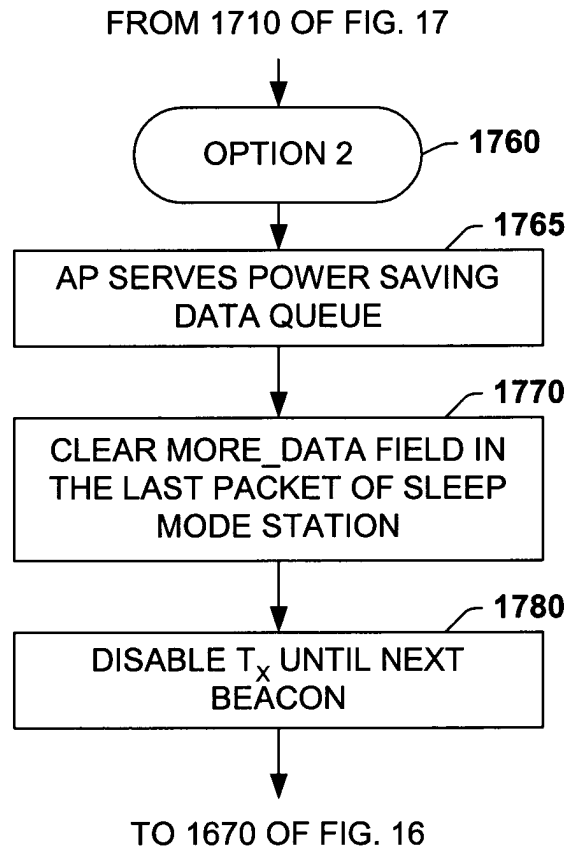 FROM 1710 OF FIG. 17
OPTION 2
1760
1765
AP SERVES POWER SAVING
DATA QUEUE
1770
CLEAR MORE_DATA FIELD IN
THE LAST PACKET OF SLEEP
MODE STATION
1780
DISABLE TX UNTIL NEXT
BEACON
TO 1670 OF FIG. 16